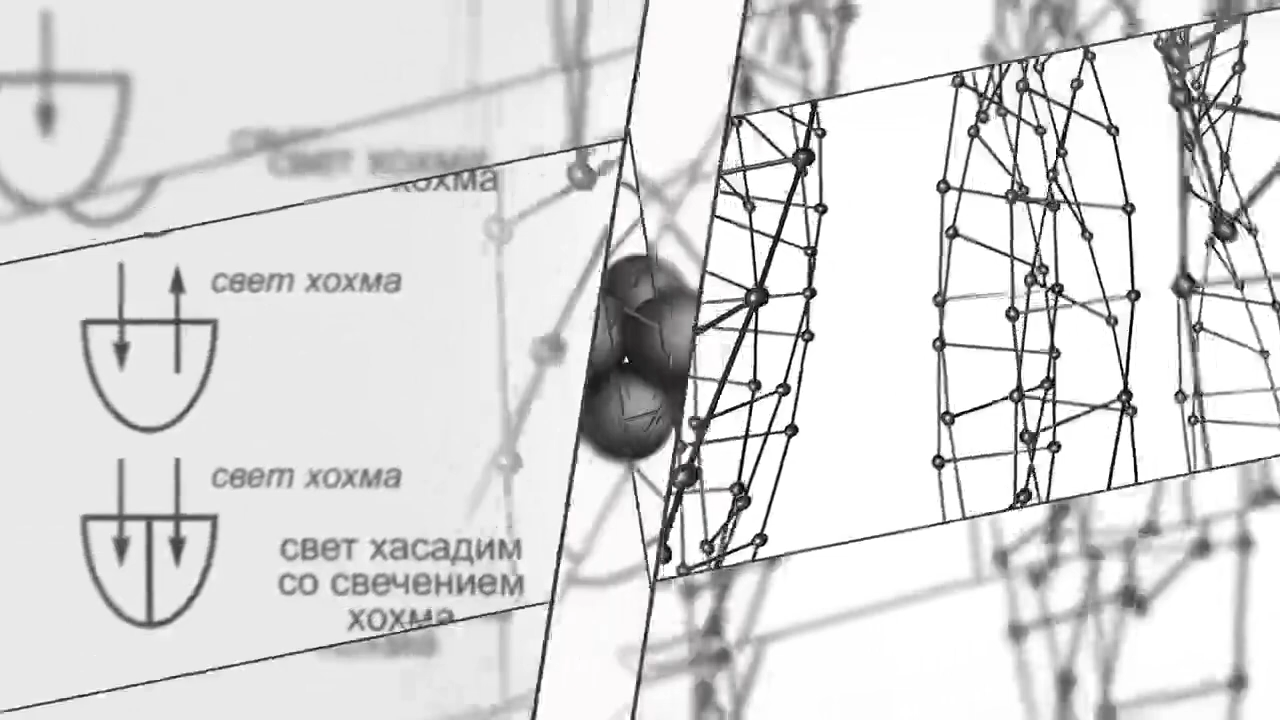 свет хохма
хохма
свет хохма
свет хохма
свет хасадим
со свечением
хохма